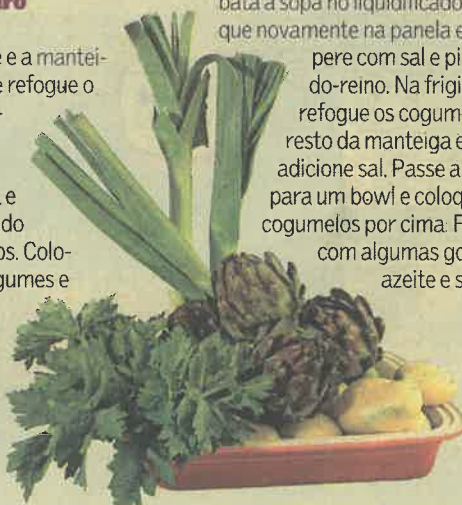 e e a mantei-
e refogue o
e
do
os. Colo-
gumes e
bata a sopa no liquidificado
que novamente na panela e
pere com sal e pi
do-reino. Na frigi
refogue os cogum
resto da manteiga e
adicione sal. Passe a
para um bowl e coloq
cogumelos por cima. F
com algumas go
azeite e s